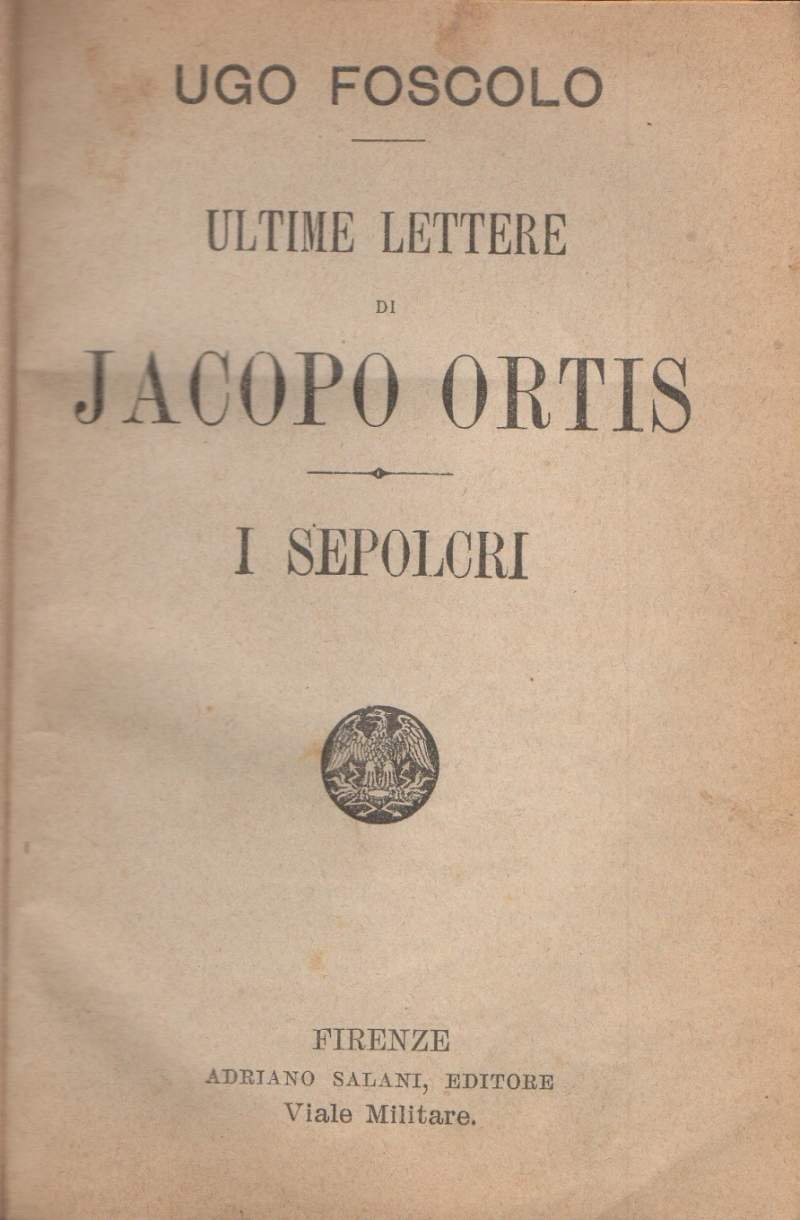 UGO FOSCOLO
ULTIME LETTERE
DI
JACOPO ORTIS
I SEPOLCRI
FIRENZE
ADRIANO SALANI, EDITORE
Viale Militare.